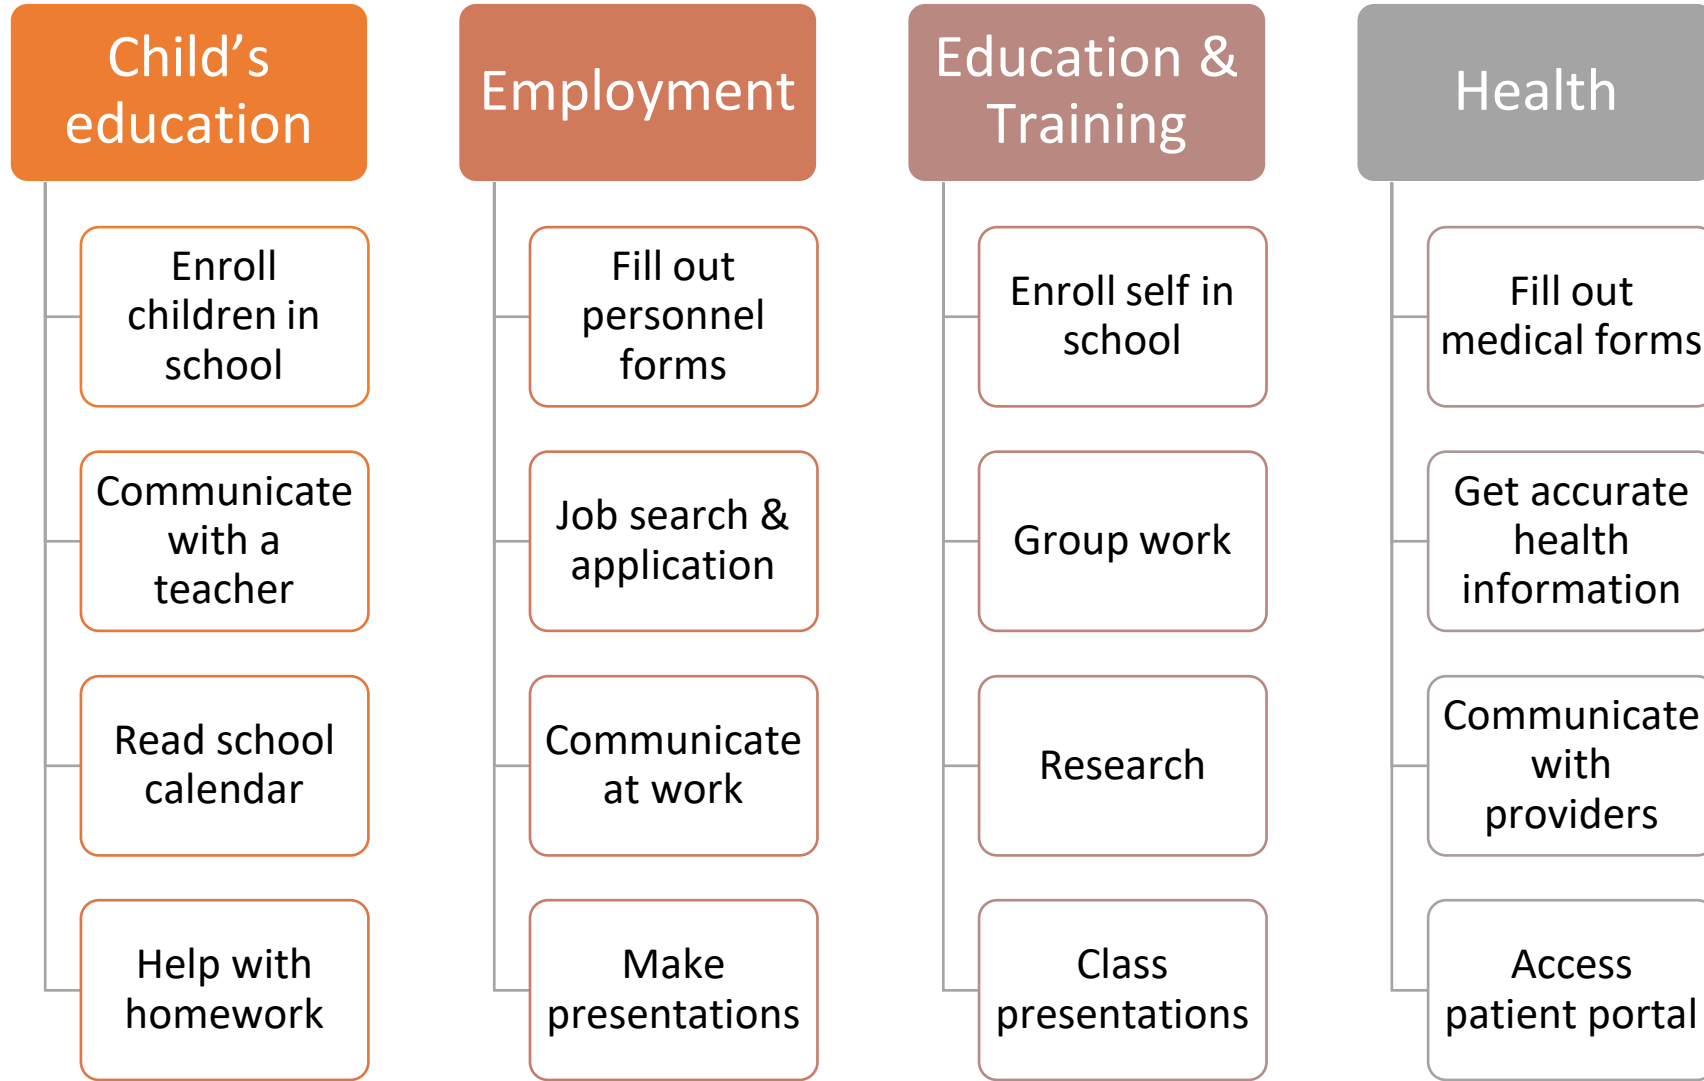 Child’s
education
Enroll
children in
school
Communicate
with a
teacher
Read school
calendar
Help with
homework
Employment
Fill out
personnel
forms
Job search &
application
Communicate
at work
Make
presentations
Education &
Training
Enroll self in
school
Group work
Research
Class
presentations
Health
Fill out
medical forms
Get accurate
health
information
Communicate
with
providers
Access
patient portal